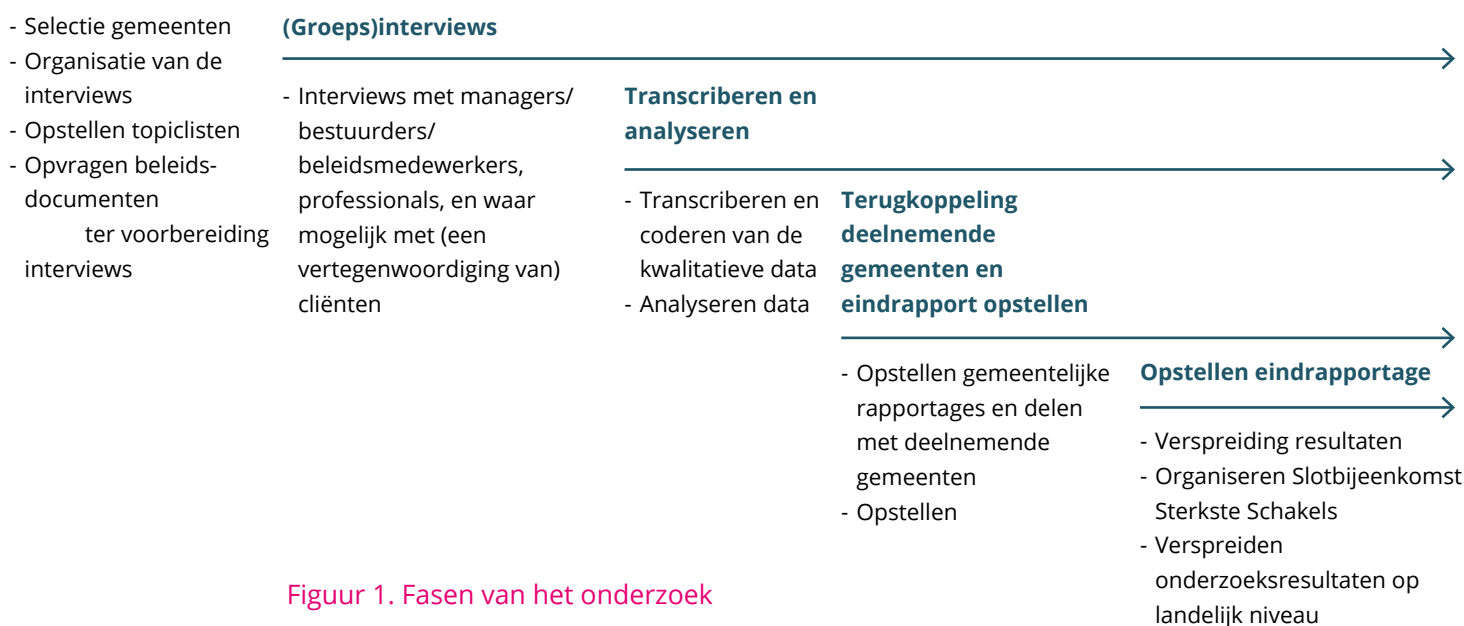 - Selectie gemeenten
- Organisatie van de
interviews
- Opstellen topiclisten
- Opvragen beleids-
documenten
ter voorbereiding
interviews
(Groeps)interviews
- Interviews met managers/
bestuurders/
beleidsmedewerkers,
professionals, en waar
mogelijk met (een
vertegenwoordiging van)
cliënten
Transcriberen en
analyseren
- Transcriberen en
coderen van de
kwalitatieve data
- Analyseren data
Terugkoppeling
deelnemende
gemeenten en
eindrapport opstellen
- Opstellen gemeentelijke
rapportages en delen
met deelnemende
gemeenten
- Opstellen
Opstellen eindrapportage
- Verspreiding resultaten
- Organiseren Slotbijeenkomst
Sterkste Schakels
- Verspreiden
onderzoeksresultaten op
landelijk niveau
Figuur 1. Fasen van het onderzoek